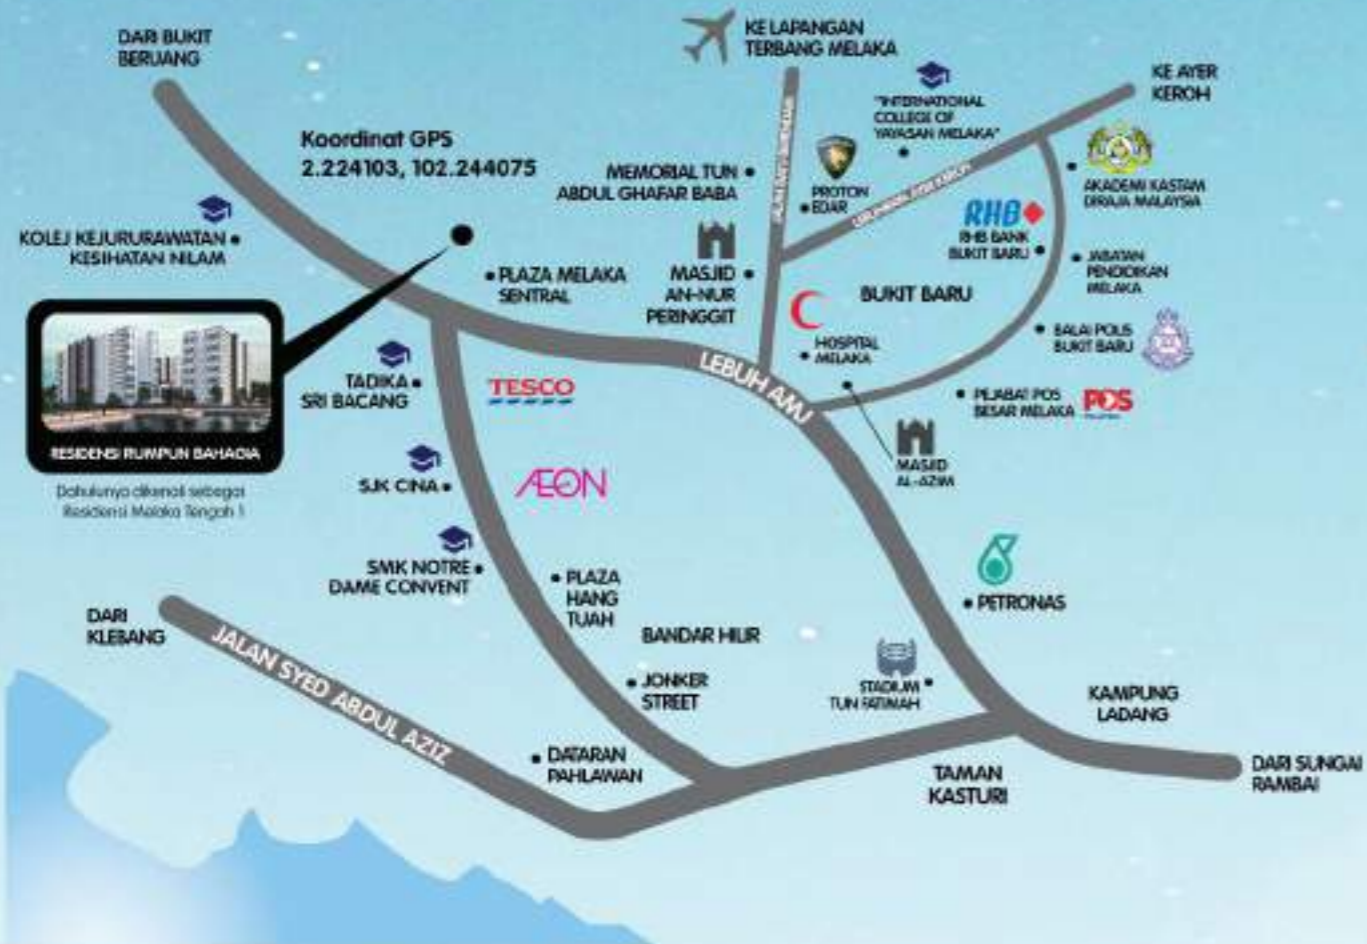 DARI BUKIT
BERUANG
KE LAPANGAN
TERBANG MELAKA
"INTERNATIONAL
COLLEGE OF
YAYASAN MELAKA"
KE AYER
KEROH
Koordinat GPS
2.224103, 102.244075
MEMORIAL TUN
ABDUL GHAFAR BABA
PROTON
EDAR
AKADEMI KASTAM
DIRAJA MALAYSIA
RHB
RHB BANK
BUKIT BARU
KOLEJ KEJURURAWATAN
KESIHATAN NILAM
PLAZA MELAKA
SENTRAL
MASJID
AN-NUR
PERINGGIT
BUKIT BARU
JABATAN
PENDIDIKAN
MELAKA
HOSPITAL
MELAKA
BALAI POLIS
BUKIT BARU
RESIDENSI RUMPUN BAHAGIA
Dahulunya dikenali sebagai
Residensi Melaka Tengah 1
TADIKA
SRI BACANG
TESCO
LEBUH AMJ
PEJABAT POS
BESAR MELAKA
POS
MASJID
AL-AZIM
SJK CINA
ÆON
SMK NOTRE
DAME CONVENT
PLAZA
HANG
TUAH
PETRONAS
DARI
KLEBANG
JALAN SYED ABDUL AZIZ
BANDAR HILIR
JONKER
STREET
STADIUM
TUN FATIMAH
KAMPUNG
LADANG
DATARAN
PAHLAWAN
TAMAN
KASTURI
DARI SUNGAI
RAMBAI